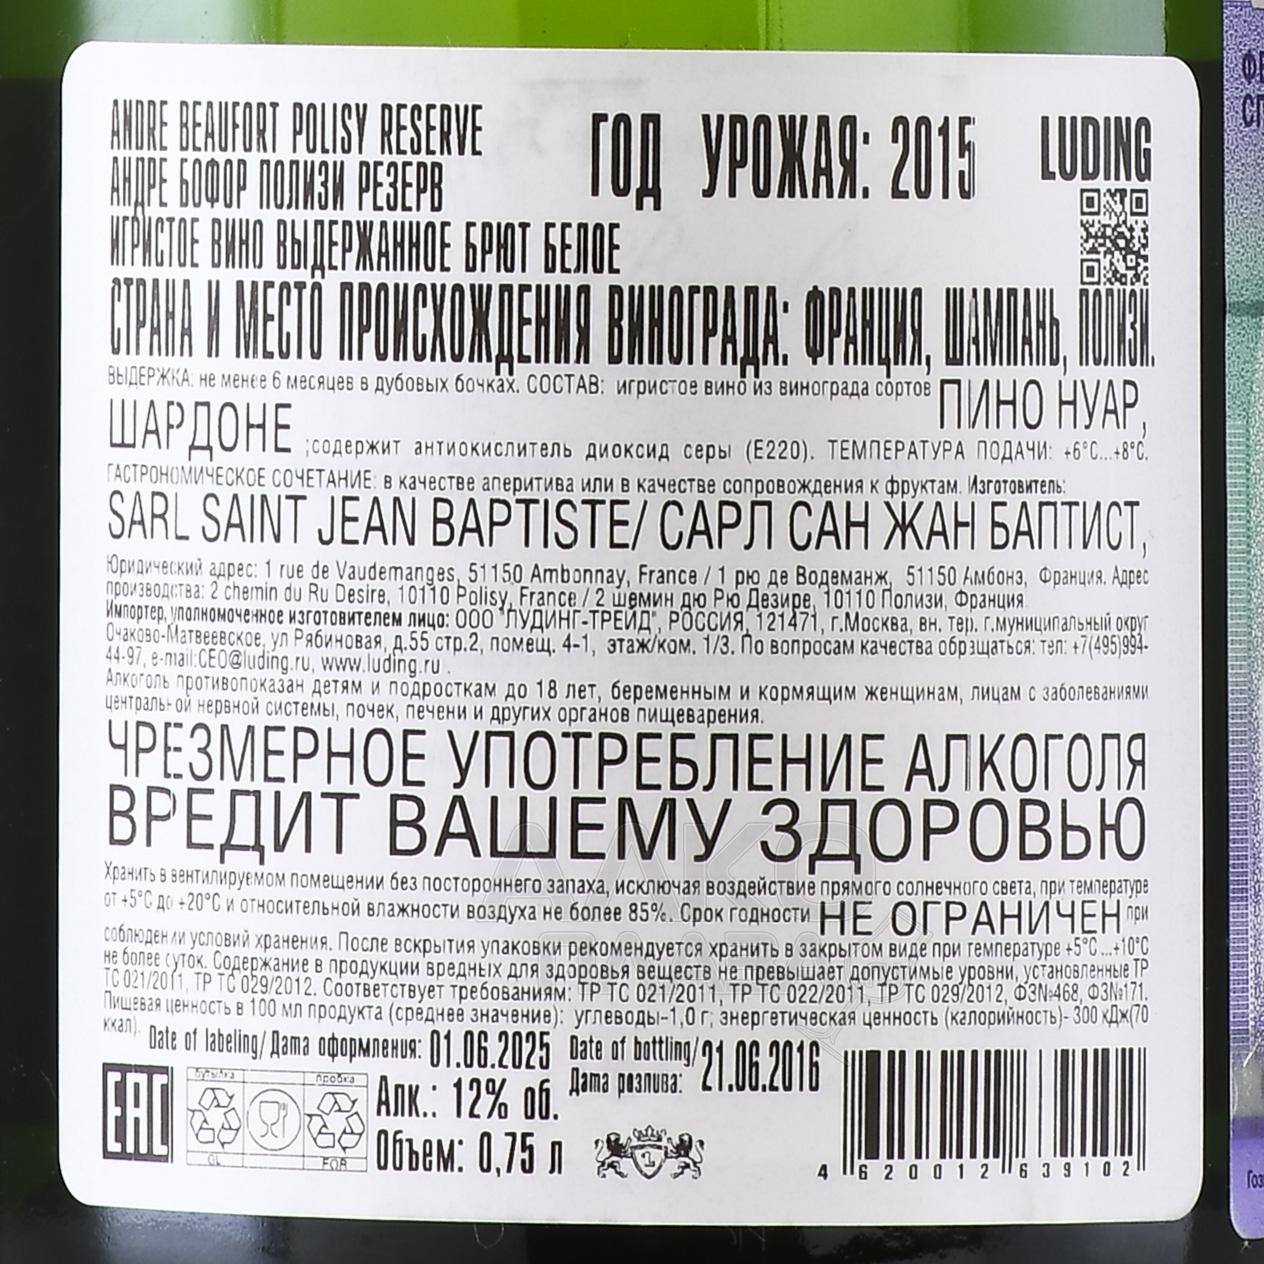 ANDRE BEAUFORT POLISY RESERVE
АНДРЕ БОФОР ПОЛИЗИ РЕЗЕРВ
ГОД УРОЖАЯ: 2015
LUDING
ИГРИСТОЕ ВИНО ВЫДЕРЖАННОЕ БРЮТ БЕЛОЕ
СТРАНА И МЕСТО ПРОИСХОЖДЕНИЯ ВИНОГРАДА: ФРАНЦИЯ, ШАМПАНЬ, ПОЛИЗИ.
ВЫДЕРЖКА: не менее 6 месяцев в дубовых бочках. СОСТАВ: игристое вино из винограда сортов ПИНО НУАР,
ШАРДОНЕ ;содержит антиокислитель диоксид серы (Е220). ТЕМПЕРАТУРА ПОДАЧИ: +6°С...+8°С.
ГАСТРОНОМИЧЕСКОЕ СОЧЕТАНИЕ: в качестве аперитива или в качестве сопровождения к фруктам. Изготовитель:
SARL SAINT JEAN BAPTISTE/ САРЛ САН ЖАН БАПТИСТ,
Юридический адрес: 1 rue de Vaudemanges, 51150 Ambonnay, France / 1 рю де Водеманж, 51150 Амбонэ, Франция. Адрес
производства: 2 chemin du Ru Desire, 10110 Polisy, France / 2 шемин дю Рю Дезире, 10110 Полизи, Франция
Импортер, уполномоченное изготовителем лицо: ООО "ЛУДИНГ-ТРЕЙД", РОССИЯ, 121471, г.Москва, вн. тер. г.муниципальный округ
Очаково-Матвеевское, ул Рябиновая, д.55 стр.2, помещ. 4-1, этаж/ком. 1/3. По вопросам качества обращаться: тел: +7(495)994-
44-97, e-mail:CEO@luding.ru, www.luding.ru .
Алкоголь противопоказан детям и подросткам до 18 лет, беременным и кормящим женщинам, лицам с заболеваниями
центральной нервной системы, почек, печени и других органов пищеварения.
ЧРЕЗМЕРНОЕ УПОТРЕБЛЕНИЕ АЛКОГОЛЯ
ВРЕДИТ ВАШЕМУ ЗДОРОВЬЮ
Хранить в вентилируемом помещении без постороннего запаха, исключая воздействие прямого солнечного света, при температуре
от +5°С до +20°С и относительной влажности воздуха не более 85%. Срок годности НЕ ОГРАНИЧЕН при
соблюдении условий хранения. После вскрытия упаковки рекомендуется хранить в закрытом виде при температуре +5°С...+10°С
не более суток. Содержание в продукции вредных для здоровья веществ не превышает допустимые уровни, установленные ТР
ТС 021/2011, ТР ТС 029/2012. Соответствует требованиям: ТР ТС 021/2011, ТР ТС 022/2011, ТР ТС 029/2012, ФЗ№468, ФЗ№171.
Пищевая ценность в 100 мл продукта (среднее значение): углеводы-1,0 г; энергетическая ценность (калорийность)- 300 кДж(70
ккал).
Date of labeling/ Дата оформления: 01.06.2025
Date of bottling/
Дата розлива: 21.06.2016
EAC
бутылка
пробка
GL
FOR
Алк.: 12% об.
Объем: 0,75 л
4 620012 639102
ФЕ
СП